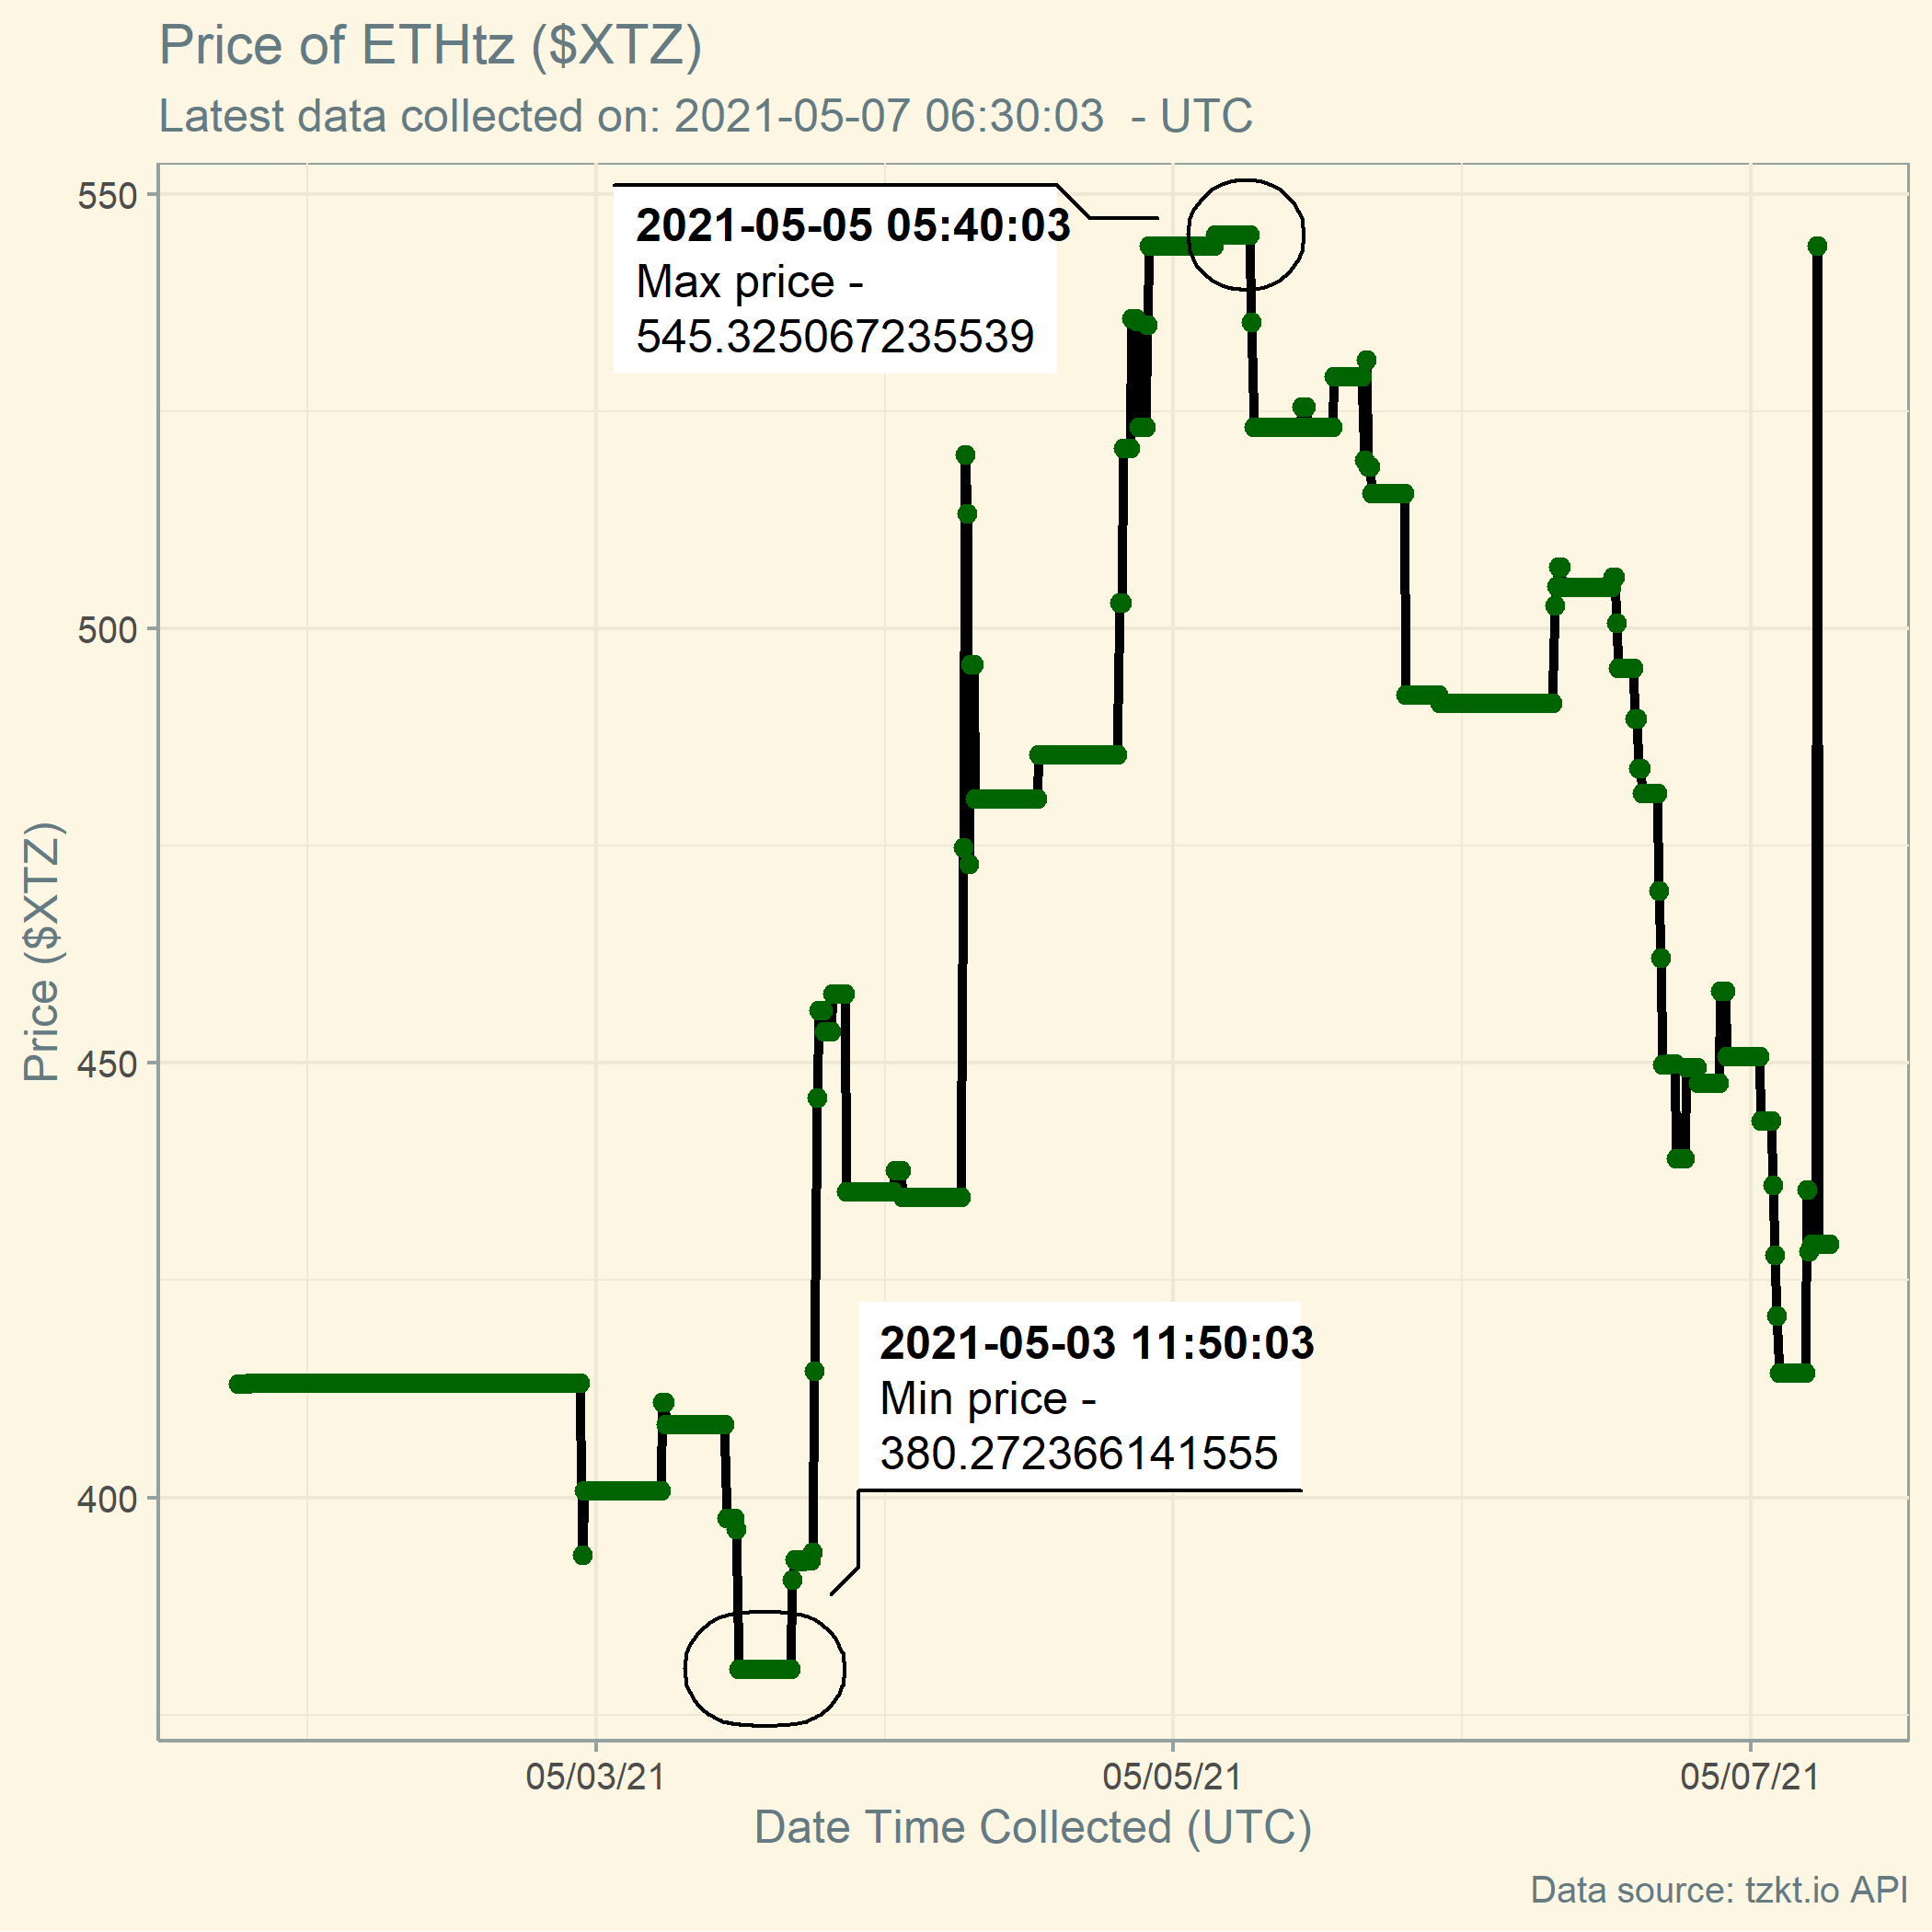 Price of ETHtz ($XTZ)
Latest data collected on: 2021-05-07 06:30:03  - UTC
550
500
450
400
Price ($XTZ)
2021-05-05 05:40:03
Max price -
545.325067235539
2021-05-03 11:50:03
Min price -
380.272366141555
05/03/21
05/05/21
05/07/21
Date Time Collected (UTC)
Data source: tzkt.io API